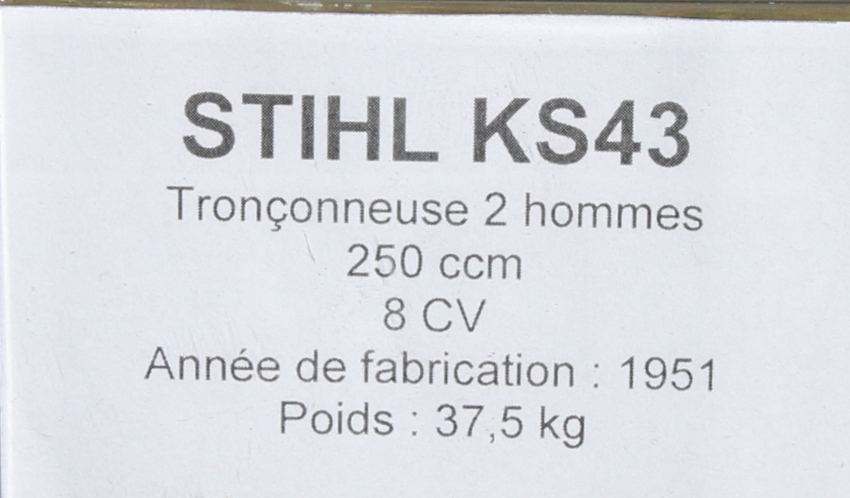 STIHL KS43
Tronçonneuse 2 hommes
250 ccm
8 CV
Année de fabrication : 1951
Poids : 37,5 kg